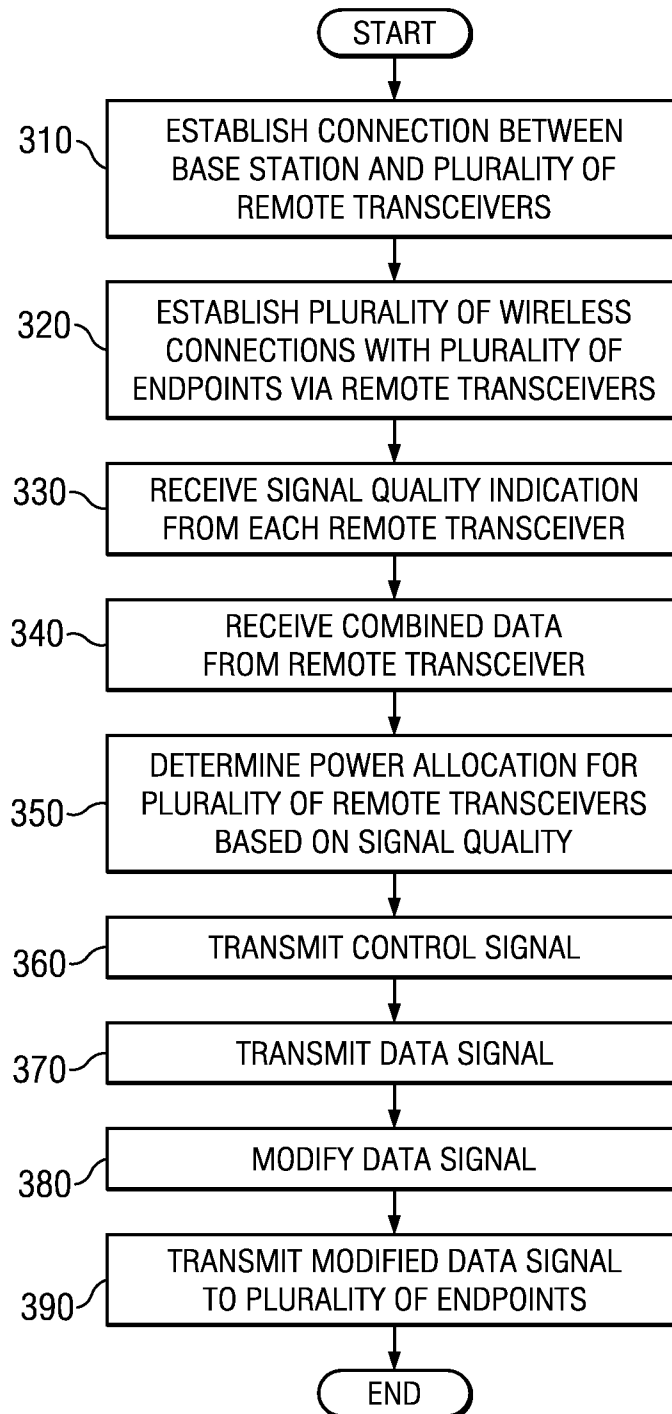 START
310
ESTABLISH CONNECTION BETWEEN
BASE STATION AND PLURALITY OF
REMOTE TRANSCEIVERS
320
ESTABLISH PLURALITY OF WIRELESS
CONNECTIONS WITH PLURALITY OF
ENDPOINTS VIA REMOTE TRANSCEIVERS
330
RECEIVE SIGNAL QUALITY INDICATION
FROM EACH REMOTE TRANSCEIVER
340
RECEIVE COMBINED DATA
FROM REMOTE TRANSCEIVER
350
DETERMINE POWER ALLOCATION FOR
PLURALITY OF REMOTE TRANSCEIVERS
BASED ON SIGNAL QUALITY
360
TRANSMIT CONTROL SIGNAL
370
TRANSMIT DATA SIGNAL
380
MODIFY DATA SIGNAL
390
TRANSMIT MODIFIED DATA SIGNAL
TO PLURALITY OF ENDPOINTS
END